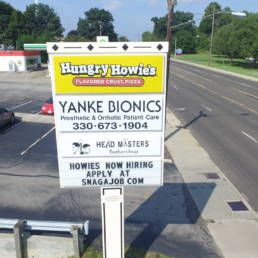 Hungry Howie's
FLAVORED CRUST PIZZA
YANKE BIONICS
Prosthetic & Orthotic Patient Care
330-673-1904
HEAD MASTERS
Barbershop
HOWIES NOW HIRING
APPLY AT
SNAGAJOB.COM